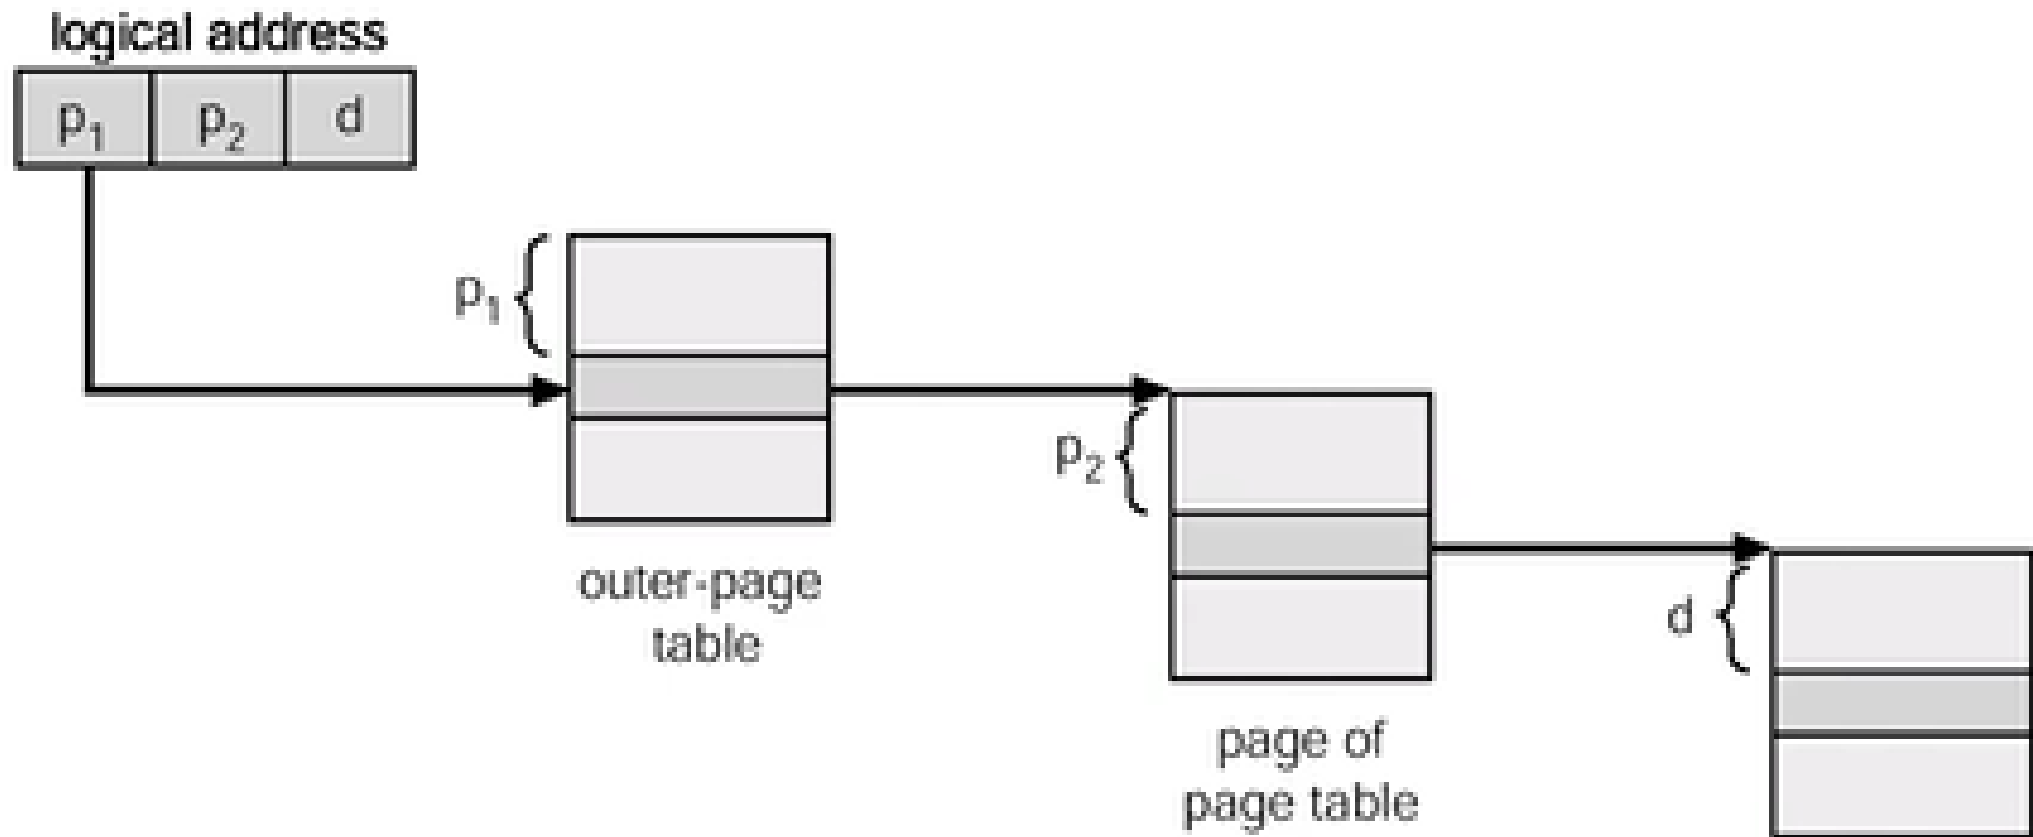 logical address
p₁ p₂ d
p₁
outer-page
table
p₂
page of
page table
d